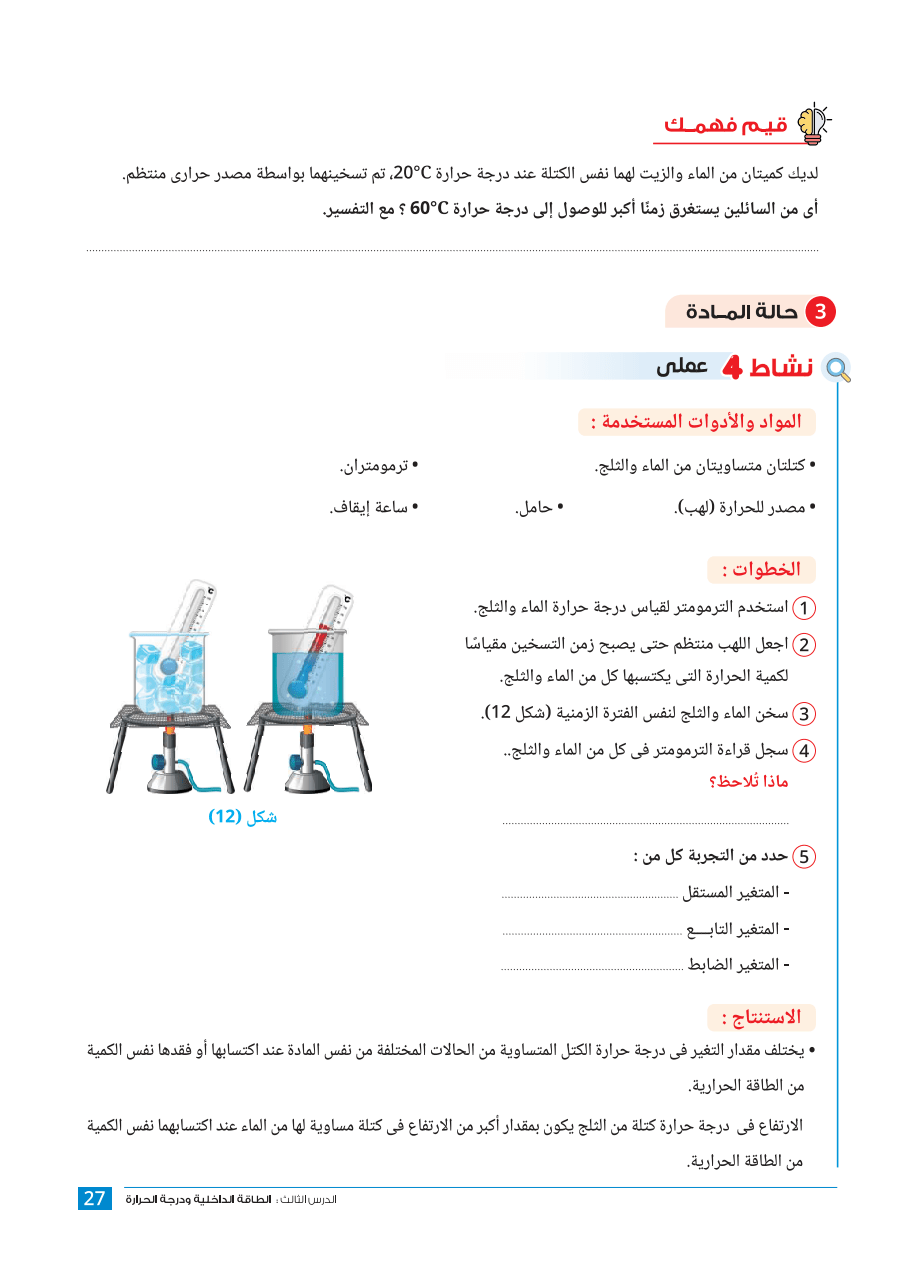 قيـم فهمــك
لديك كميتان من الماء والزيت لهما نفس الكتلة عند درجة حرارة 20°C، تم تسخينهما بواسطة مصدر حرارى منتظم.
أى من السائلين يستغرق زمنًا أكبر للوصول إلى درجة حرارة 60°C ؟ مع التفسير.
3 حالة المــادة
نشاط 4 عملى
المواد والأدوات المستخدمة :
• كتلتان متساويتان من الماء والثلج. • ترمومتران.
• مصدر للحرارة (لهب). • حامل. • ساعة إيقاف.
الخطوات :
1 استخدم الترمومتر لقياس درجة حرارة الماء والثلج.
2 اجعل اللهب منتظم حتى يصبح زمن التسخين مقياسًا
لكمية الحرارة التى يكتسبها كل من الماء والثلج.
3 سخن الماء والثلج لنفس الفترة الزمنية (شكل 12).
4 سجل قراءة الترمومتر فى كل من الماء والثلج..
ماذا تُلاحظ؟
°C
°C
شكل (12)
5 حدد من التجربة كل من :
- المتغير المستقل
- المتغير التابـــع
- المتغير الضابط
الاستنتاج :
• يختلف مقدار التغير فى درجة حرارة الكتل المتساوية من الحالات المختلفة من نفس المادة عند اكتسابها أو فقدها نفس الكمية
من الطاقة الحرارية.
الارتفاع فى درجة حرارة كتلة من الثلج يكون بمقدار أكبر من الارتفاع فى كتلة مساوية لها من الماء عند اكتسابهما نفس الكمية
من الطاقة الحرارية.
الدرس الثالث : الطاقة الداخلية ودرجة الحرارة
27